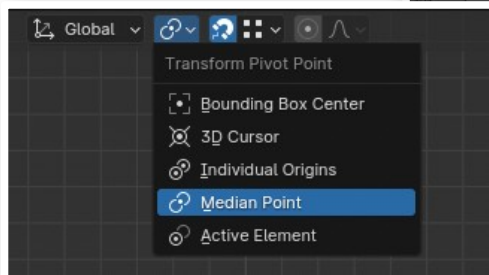 Global
Transform Pivot Point
Bounding Box Center
3D Cursor
Individual Origins
Median Point
Active Element